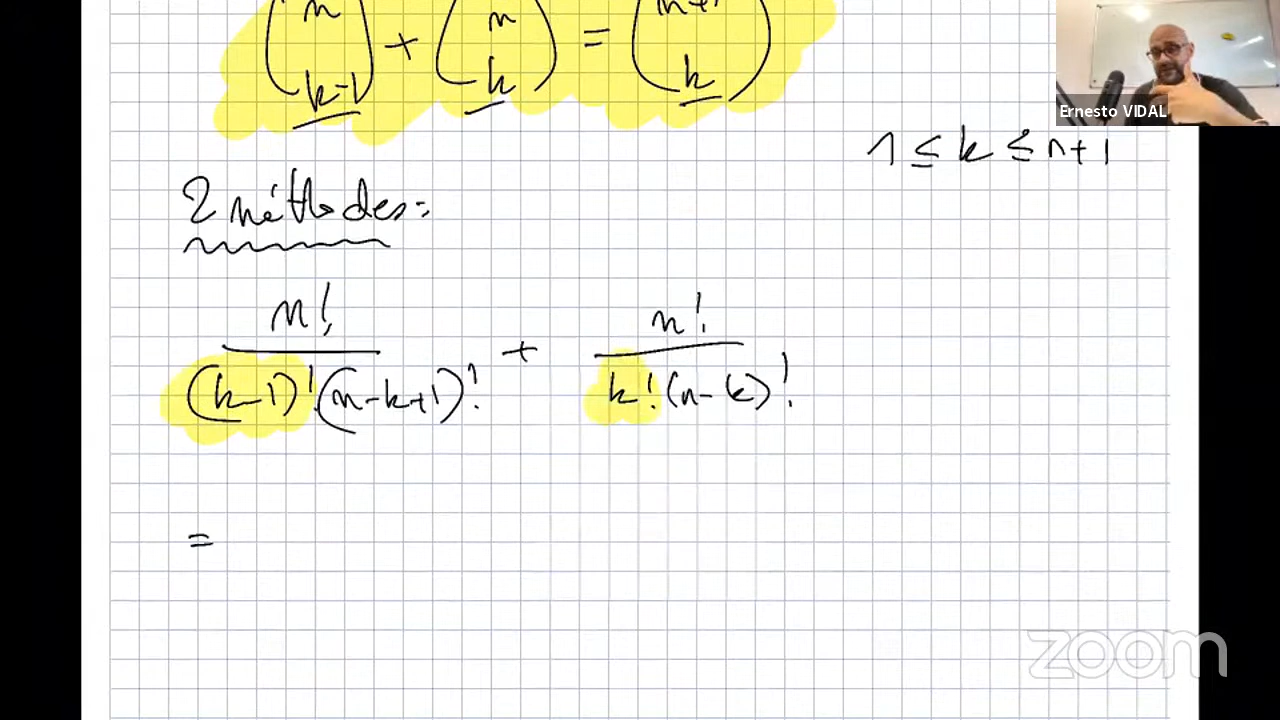 (n k-1) + (n k) = (n+1 k)
Ernesto VIDAL
1 ≤ k ≤ n+1
2 méthodes:
n! / (k-1)!(n-k+1)! + n! / k!(n-k)!
=
zoom